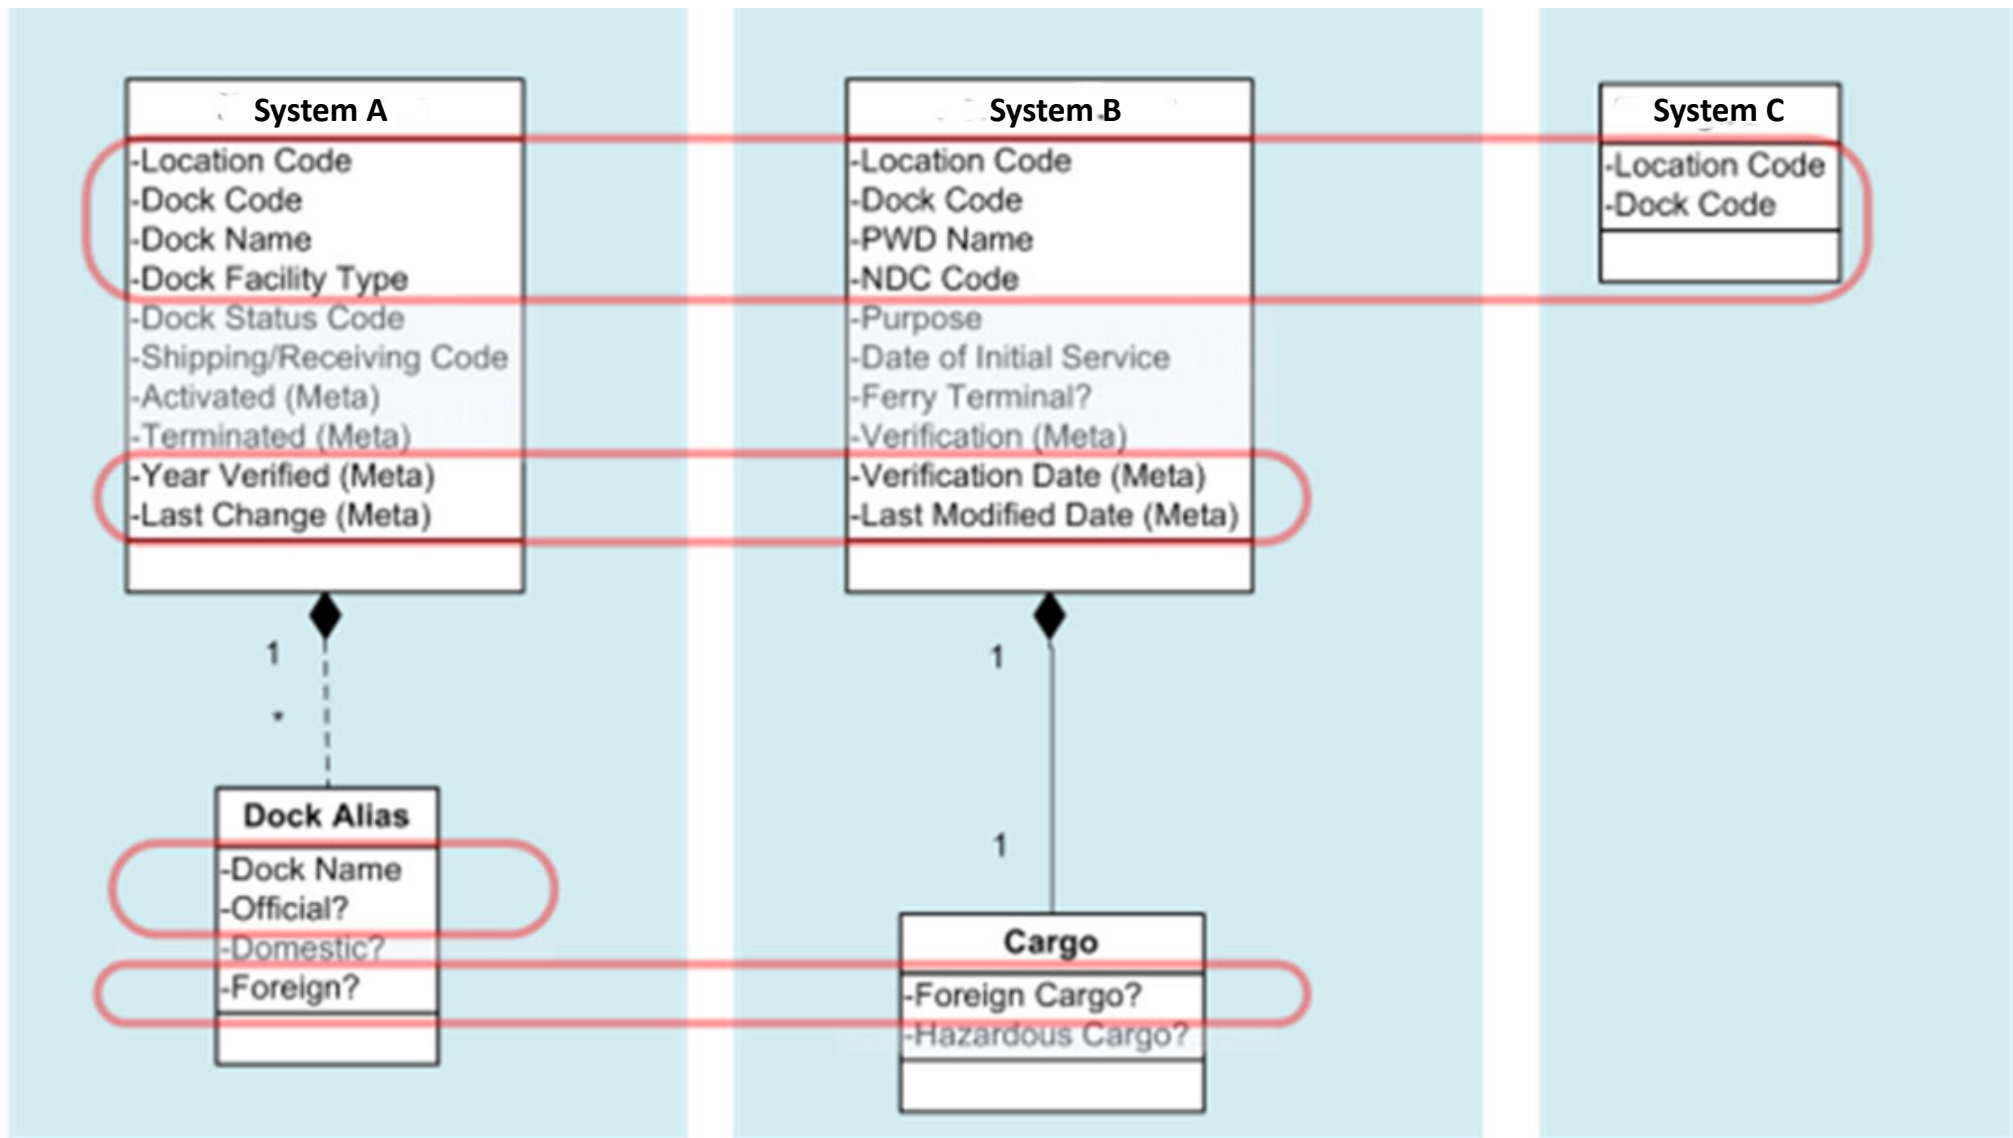 System A
-Location Code
-Dock Code
-Dock Name
-Dock Facility Type
-Dock Status Code
-Shipping/Receiving Code
-Activated (Meta)
-Terminated (Meta)
-Year Verified (Meta)
-Last Change (Meta)
1
*
Dock Alias
-Dock Name
-Official?
-Domestic?
-Foreign?
System B
-Location Code
-Dock Code
-PWD Name
-NDC Code
-Purpose
-Date of Initial Service
-Ferry Terminal?
-Verification (Meta)
-Verification Date (Meta)
-Last Modified Date (Meta)
1
1
Cargo
-Foreign Cargo?
-Hazardous Cargo?
System C
-Location Code
-Dock Code